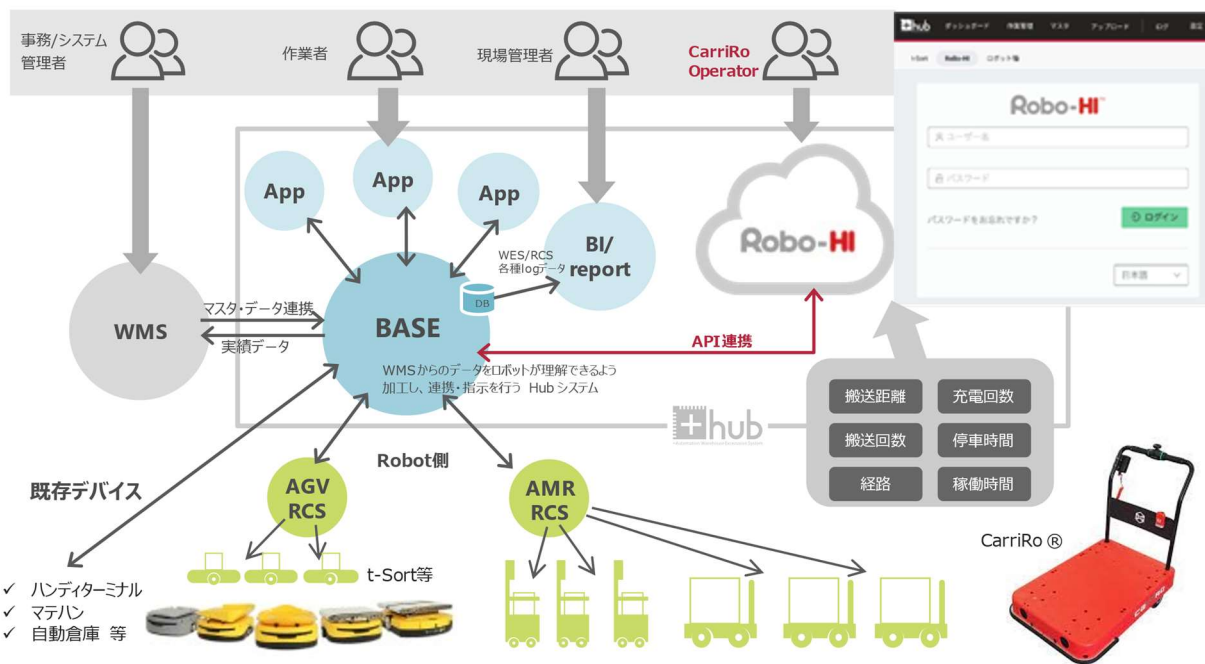 事務/システム
管理者
作業者
現場管理者
CarriRo
Operator
+hub
ダッシュボード 作業管理 マスタ アップロード ログ 設定
t-Sort Robo-HI ロボット等
Robo-HI
ユーザー名
パスワード
パスワードをお忘れですか?
ログイン
日本語
App
App
App
WES/RCS
各種logデータ
BI/
report
DB
Robo-HI
WMS
マスタ・データ連携
実績データ
BASE
API連携
WMSからのデータをロボットが理解できるよう
加工し、連携・指示を行う Hub システム
+hub
搬送距離
充電回数
搬送回数
停車時間
経路
稼働時間
Robot側
既存デバイス
AGV
RCS
AMR
RCS
CarriRo ®
t-Sort等
✓ ハンディターミナル
✓ マテハン
✓ 自動倉庫 等